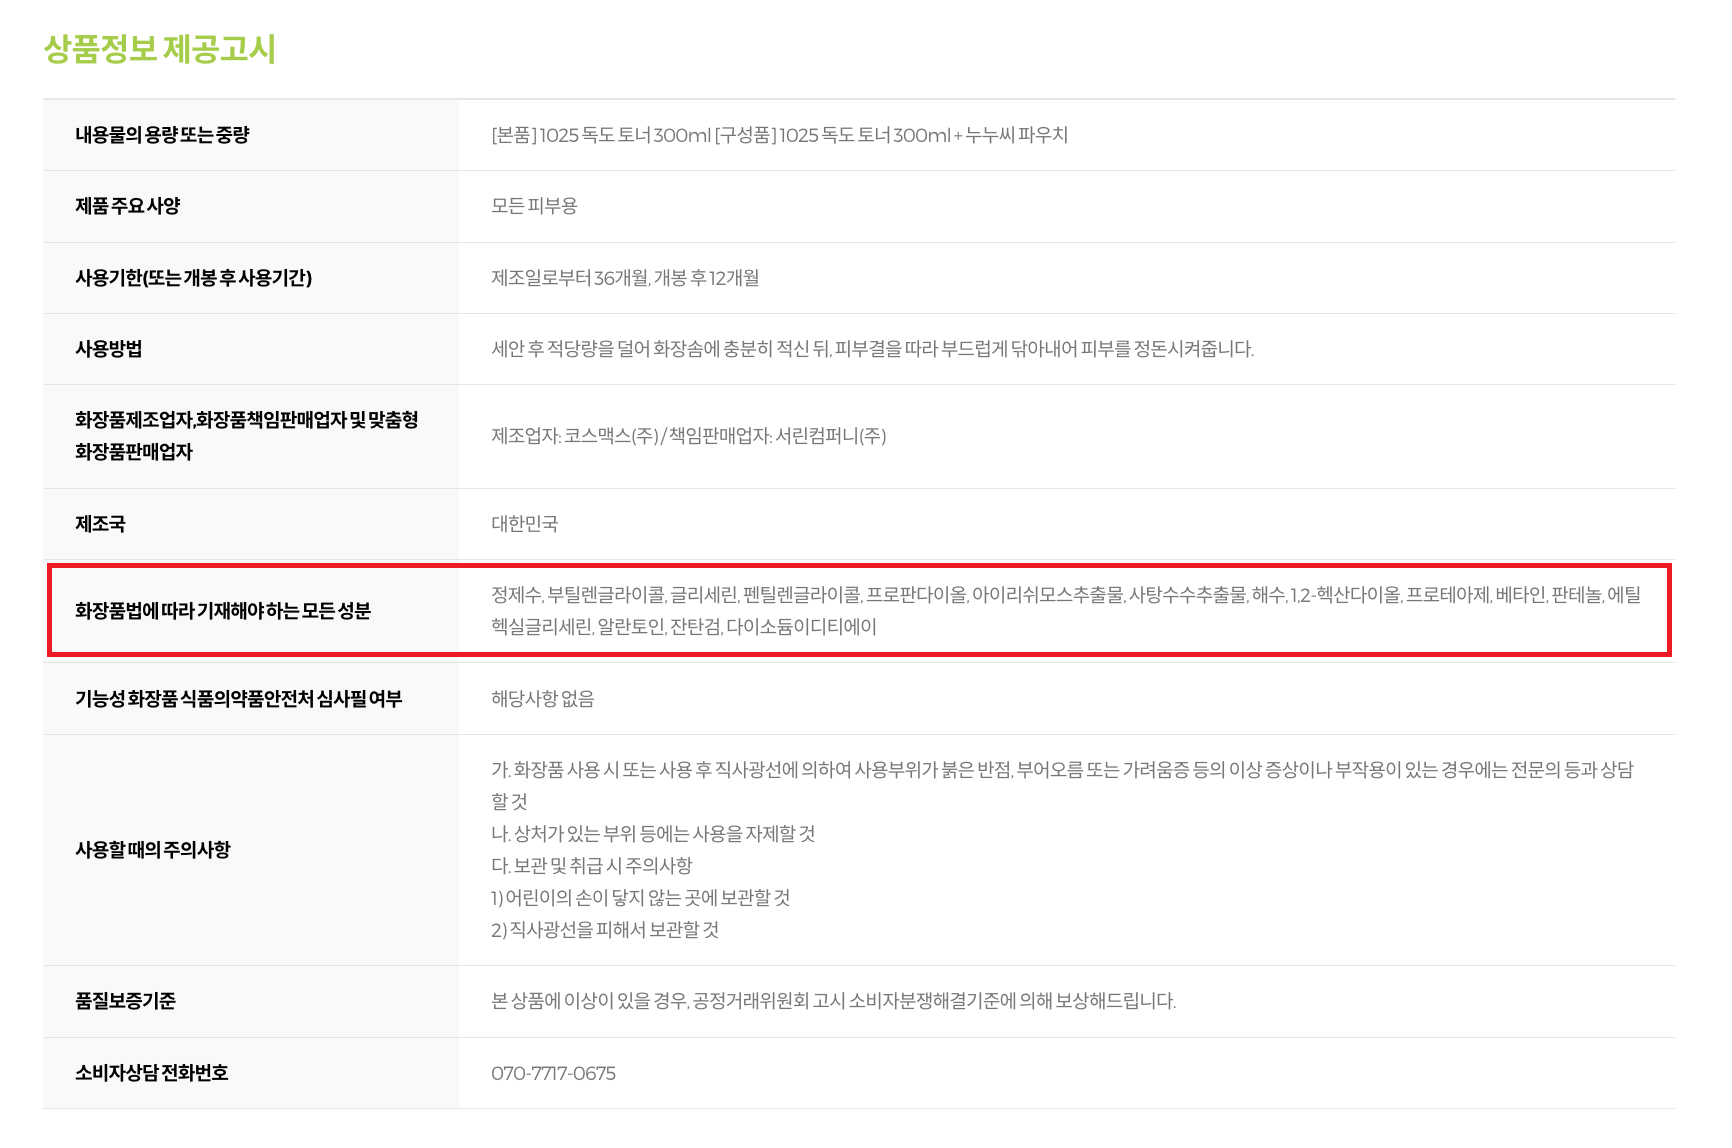 상품정보 제공고시
내용물의 용량 또는 중량
[본품] 1025 독도 토너 300ml [구성품] 1025 독도 토너 300ml + 누누씨 파우치
제품 주요 사양
모든 피부용
사용기한(또는 개봉 후 사용기간)
제조일로부터 36개월, 개봉 후 12개월
사용방법
세안 후 적당량을 덜어 화장솜에 충분히 적신 뒤, 피부결을 따라 부드럽게 닦아내어 피부를 정돈시켜줍니다.
화장품제조업자,화장품책임판매업자 및 맞춤형
화장품판매업자
제조업자: 코스맥스(주) / 책임판매업자: 서린컴퍼니(주)
제조국
대한민국
화장품법에 따라 기재해야 하는 모든 성분
정제수, 부틸렌글라이콜, 글리세린, 펜틸렌글라이콜, 프로판다이올, 아이리쉬모스추출물, 사탕수수추출물, 해수, 1,2-헥산다이올, 프로테아제, 베타인, 판테놀, 에틸
헥실글리세린, 알란토인, 잔탄검, 다이소듐이디티에이
기능성 화장품 식품의약품안전처 심사필 여부
해당사항 없음
사용할 때의 주의사항
가. 화장품 사용 시 또는 사용 후 직사광선에 의하여 사용부위가 붉은 반점, 부어오름 또는 가려움증 등의 이상 증상이나 부작용이 있는 경우에는 전문의 등과 상담
할 것
나. 상처가 있는 부위 등에는 사용을 자제할 것
다. 보관 및 취급 시 주의사항
1) 어린이의 손이 닿지 않는 곳에 보관할 것
2) 직사광선을 피해서 보관할 것
품질보증기준
본 상품에 이상이 있을 경우, 공정거래위원회 고시 소비자분쟁해결기준에 의해 보상해드립니다.
소비자상담 전화번호
070-7717-0675